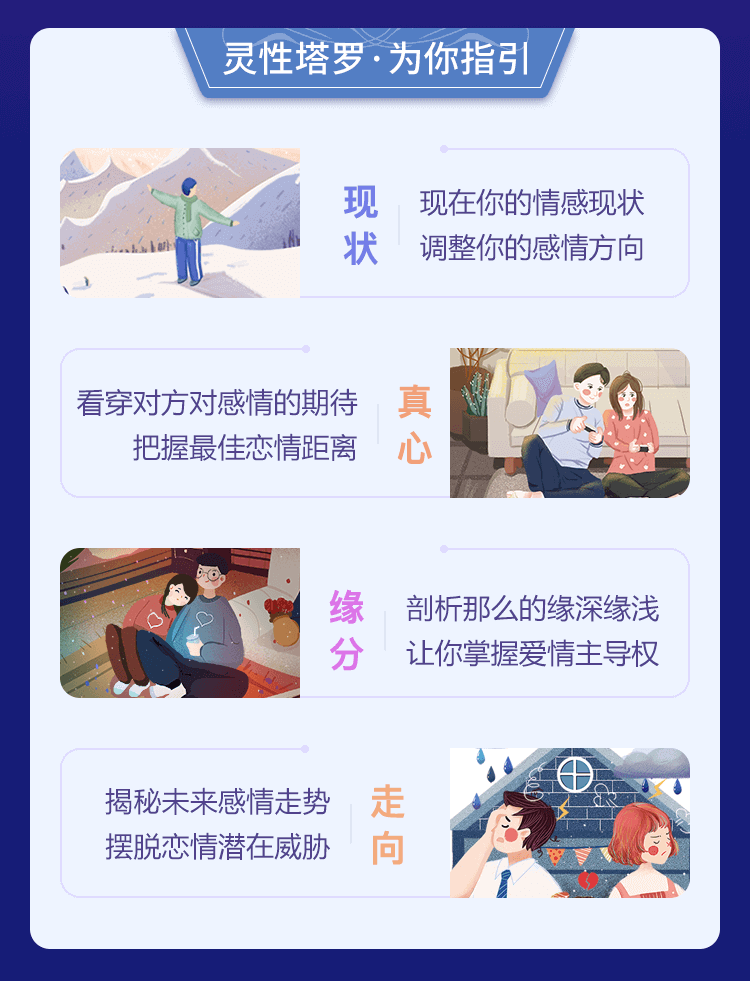 灵性塔罗·为你指引
现状
现在你的情感现状
调整你的感情方向
看穿对方对感情的期待
把握最佳恋情距离
真心
缘分
剖析那么的缘深缘浅
让你掌握爱情主导权
揭秘未来感情走势
摆脱恋情潜在威胁
走向